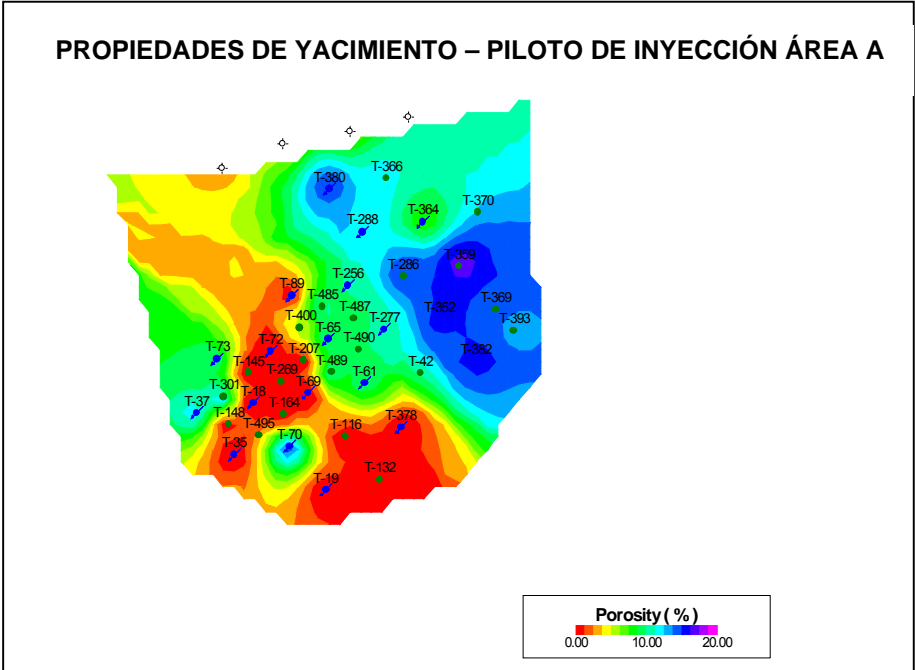 PROPIEDADES DE YACIMIENTO – PILOTO DE INYECCIÓN ÁREA A
T-366
T-380
T-370
T-364
T-288
T-359
T-286
T-256
T-89
T-485
T-352
T-369
T-487
T-400
T-277
T-393
T-65
T-72
T-490
T-73
T-207
T-382
T-145
T-489
T-42
T-269
T-61
T-301
T-18
T-69
T-37
T-164
T-148
T-378
T-495
T-116
T-70
T-35
T-132
T-19
Porosity ( % )
0.00 10.00 20.00